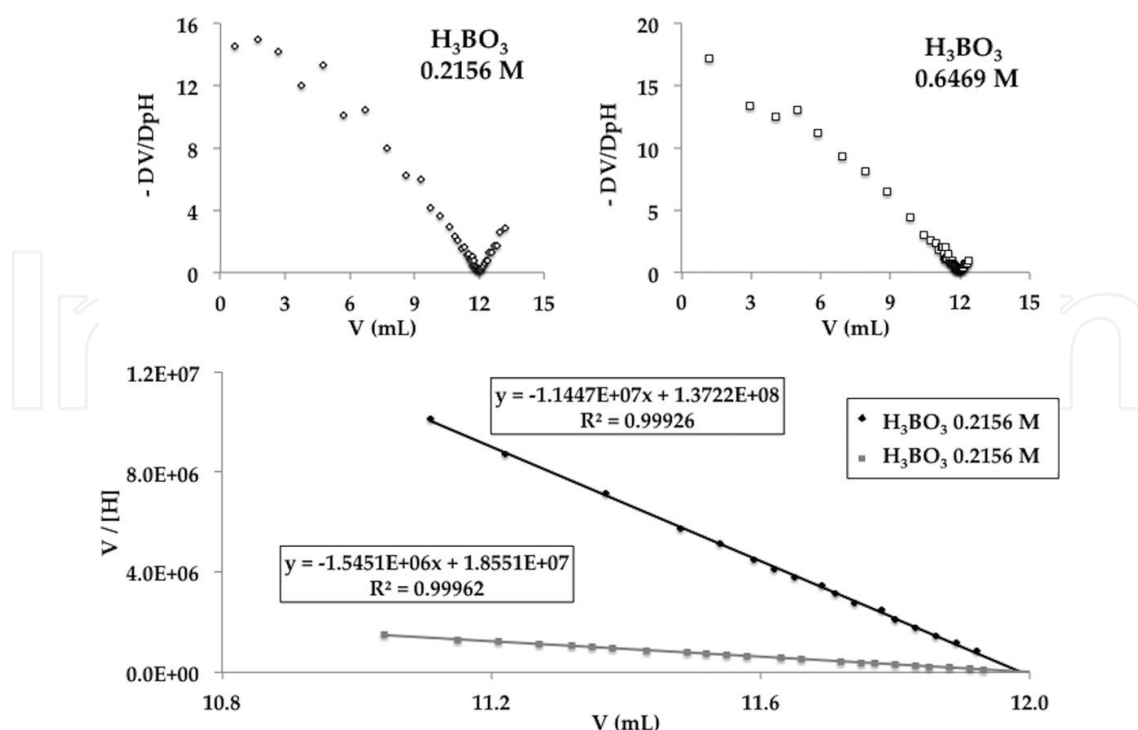 H₃BO₃
0.2156 M
16
12
8
4
0
- DV/DpH
0 3 6 9 12 15
V (mL)
H₃BO₃
0.6469 M
20
15
10
5
0
- DV/DpH
0 3 6 9 12 15
V (mL)
1.2E+07
8.0E+06
4.0E+06
0.0E+00
V / [H]
y = -1.1447E+07x + 1.3722E+08
R² = 0.99926
y = -1.5451E+06x + 1.8551E+07
R² = 0.99962
H₃BO₃ 0.2156 M
H₃BO₃ 0.2156 M
10.8 11.2 11.6 12.0
V (mL)